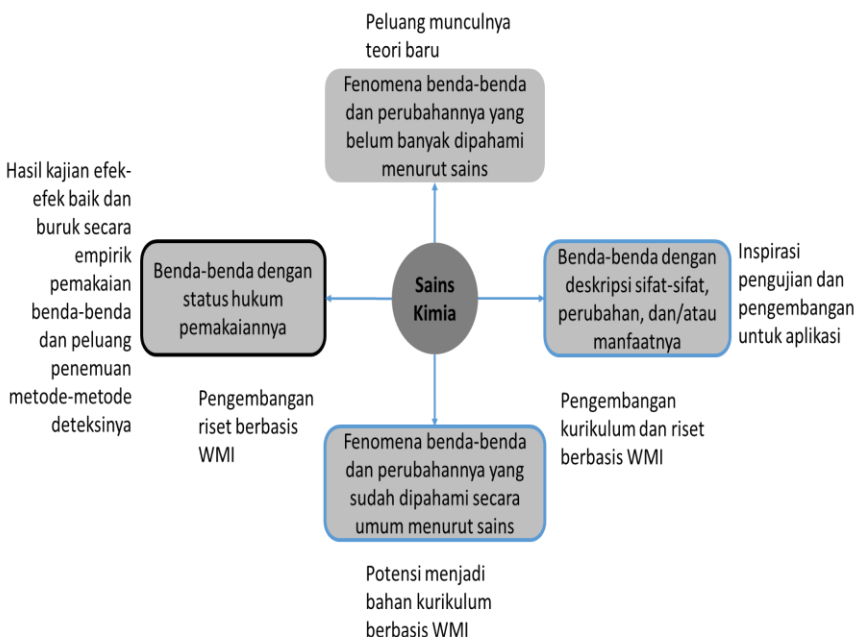 Peluang munculnya
teori baru
Fenomena benda-benda
dan perubahannya yang
belum banyak dipahami
menurut sains
Hasil kajian efek-
efek baik dan
buruk secara
empirik
pemakaian
benda-benda
dan peluang
penemuan
metode-metode
deteksinya
Benda-benda dengan
status hukum
pemakaiannya
Sains
Kimia
Benda-benda dengan
deskripsi sifat-sifat,
perubahan, dan/atau
manfaatnya
Inspirasi
pengujian dan
pengembangan
untuk aplikasi
Pengembangan
riset berbasis
WMI
Pengembangan
kurikulum dan riset
berbasis WMI
Fenomena benda-benda
dan perubahannya yang
sudah dipahami secara
umum menurut sains
Potensi menjadi
bahan kurikulum
berbasis WMI